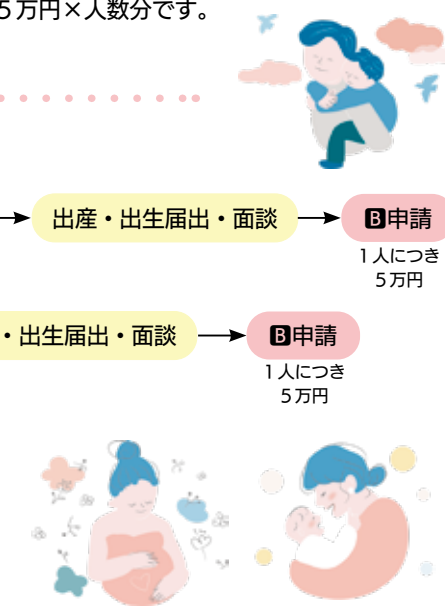 5万円×人数分です。
出産・出生届出・面談
B申請
1人につき
5万円
・出生届出・面談
B申請
1人につき
5万円